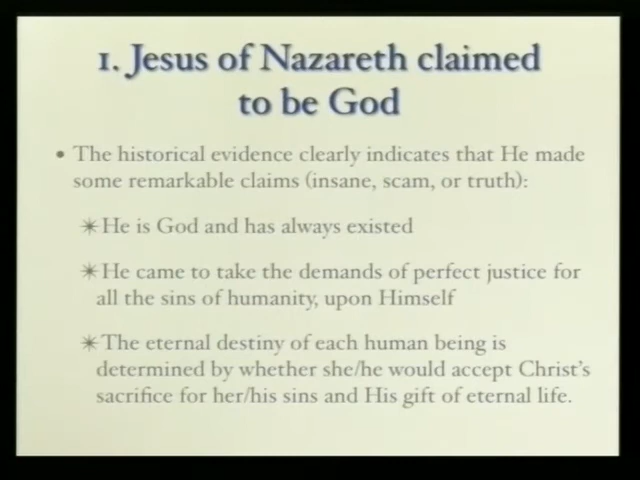 1. Jesus of Nazareth claimed
to be God
• The historical evidence clearly indicates that He made
some remarkable claims (insane, scam, or truth):
✴He is God and has always existed
✴He came to take the demands of perfect justice for
all the sins of humanity, upon Himself
✴The eternal destiny of each human being is
determined by whether she/he would accept Christ's
sacrifice for her/his sins and His gift of eternal life.